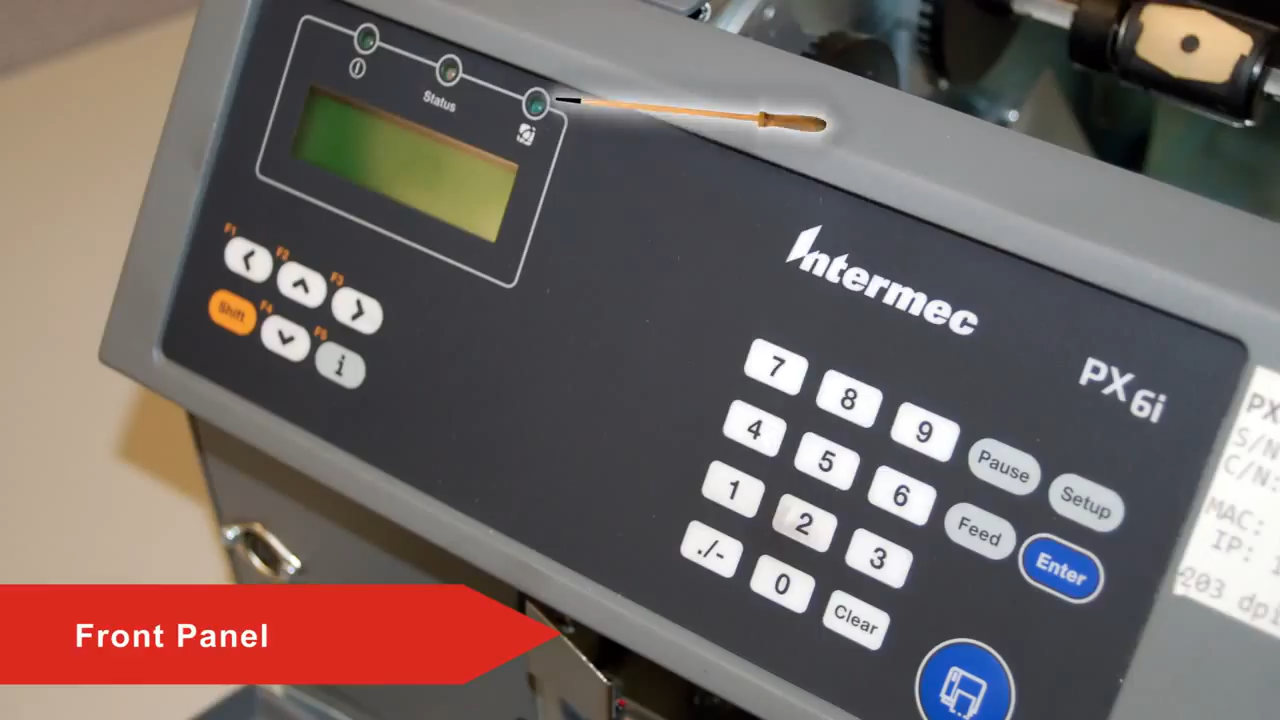 Status
F1
F2
F3
Shift
F4
F5
i
Intermec
PX6i
7
8
9
Pause
Setup
4
5
6
Feed
Enter
1
2
3
./-
0
Clear
PX
S/N
C/N:
MAC:
IP:
203 dpi
Front Panel